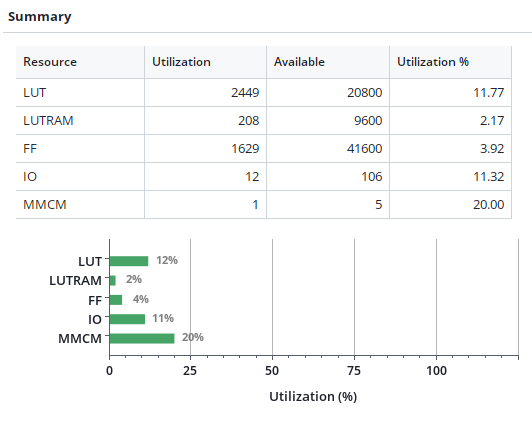 Summary
Resource Utilization Available Utilization %
LUT 2449 20800 11.77
LUTRAM 208 9600 2.17
FF 1629 41600 3.92
IO 12 106 11.32
MMCM 1 5 20.00
LUT 12%
LUTRAM 2%
FF 4%
IO 11%
MMCM 20%
0 25 50 75 100
Utilization (%)